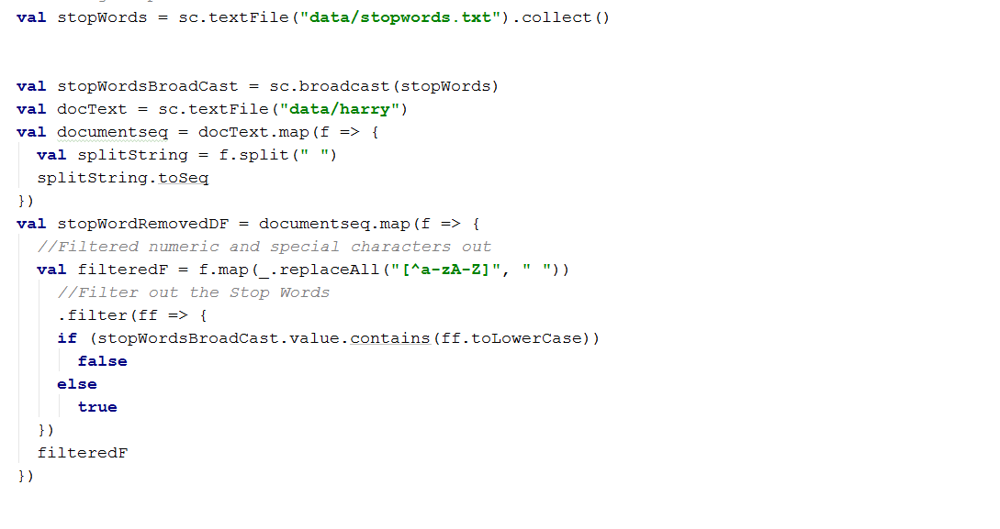 val stopWords = sc.textFile("data/stopwords.txt").collect()
val stopWordsBroadCast = sc.broadcast(stopWords)
val docText = sc.textFile("data/harry")
val documentseq = docText.map(f => {
val splitString = f.split(" ")
splitString.toSeq
})
val stopWordRemovedDF = documentseq.map(f => {
//Filtered numeric and special characters out
val filteredF = f.map(_.replaceAll("[^a-zA-Z]", " "))
//Filter out the Stop Words
.filter(ff => {
if (stopWordsBroadCast.value.contains(ff.toLowerCase))
false
else
true
})
filteredF
})